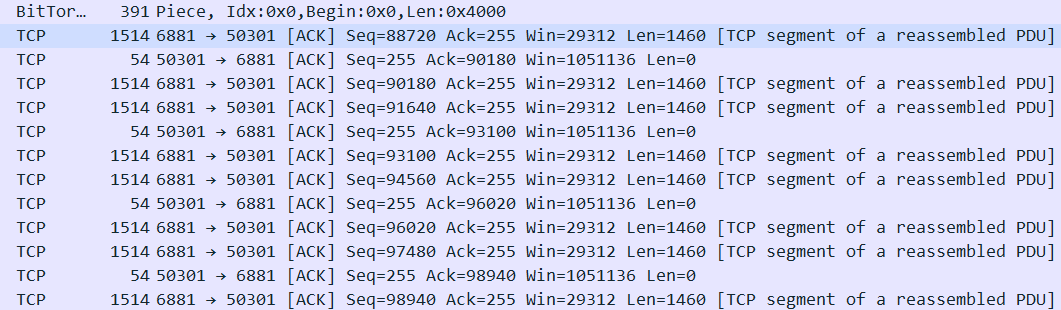 BitTor… 391 Piece, Idx:0x0,Begin:0x0,Len:0x4000
TCP 1514 6881 → 50301 [ACK] Seq=88720 Ack=255 Win=29312 Len=1460 [TCP segment of a reassembled PDU]
TCP 54 50301 → 6881 [ACK] Seq=255 Ack=90180 Win=1051136 Len=0
TCP 1514 6881 → 50301 [ACK] Seq=90180 Ack=255 Win=29312 Len=1460 [TCP segment of a reassembled PDU]
TCP 1514 6881 → 50301 [ACK] Seq=91640 Ack=255 Win=29312 Len=1460 [TCP segment of a reassembled PDU]
TCP 54 50301 → 6881 [ACK] Seq=255 Ack=93100 Win=1051136 Len=0
TCP 1514 6881 → 50301 [ACK] Seq=93100 Ack=255 Win=29312 Len=1460 [TCP segment of a reassembled PDU]
TCP 1514 6881 → 50301 [ACK] Seq=94560 Ack=255 Win=29312 Len=1460 [TCP segment of a reassembled PDU]
TCP 54 50301 → 6881 [ACK] Seq=255 Ack=96020 Win=1051136 Len=0
TCP 1514 6881 → 50301 [ACK] Seq=96020 Ack=255 Win=29312 Len=1460 [TCP segment of a reassembled PDU]
TCP 1514 6881 → 50301 [ACK] Seq=97480 Ack=255 Win=29312 Len=1460 [TCP segment of a reassembled PDU]
TCP 54 50301 → 6881 [ACK] Seq=255 Ack=98940 Win=1051136 Len=0
TCP 1514 6881 → 50301 [ACK] Seq=98940 Ack=255 Win=29312 Len=1460 [TCP segment of a reassembled PDU]